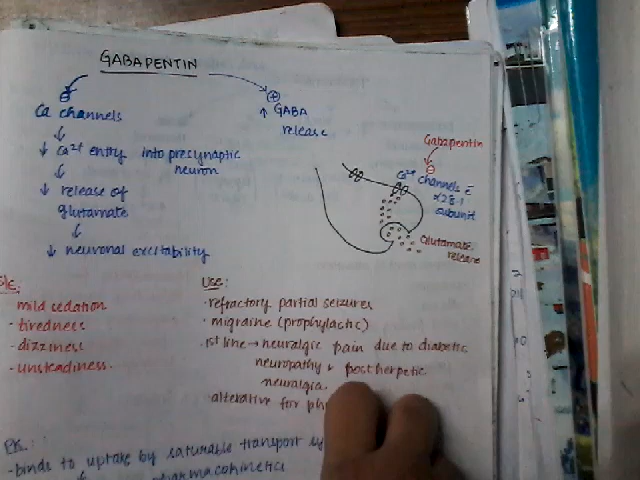 GABAPENTIN
⊖
Ca channels
↓
↓ Ca²⁺ entry into presynaptic
neuron
↓
↓ release of
glutamate
↓
↓ neuronal excitability
⊕
↑ GABA
release
Gabapentin
⊖
Ca²⁺ channels c̄
α2δ-1
subunit
Glutamate
release
S/E:
mild sedation
· tiredness
· dizziness
· unsteadiness.
Use:
· refractory partial seizures
· migraine (prophylactic)
· 1st line → neuralgic pain due to diabetic
neuropathy & post herpetic
neuralgia.
· alterative for
PK:
- binds to uptake by saturable transport